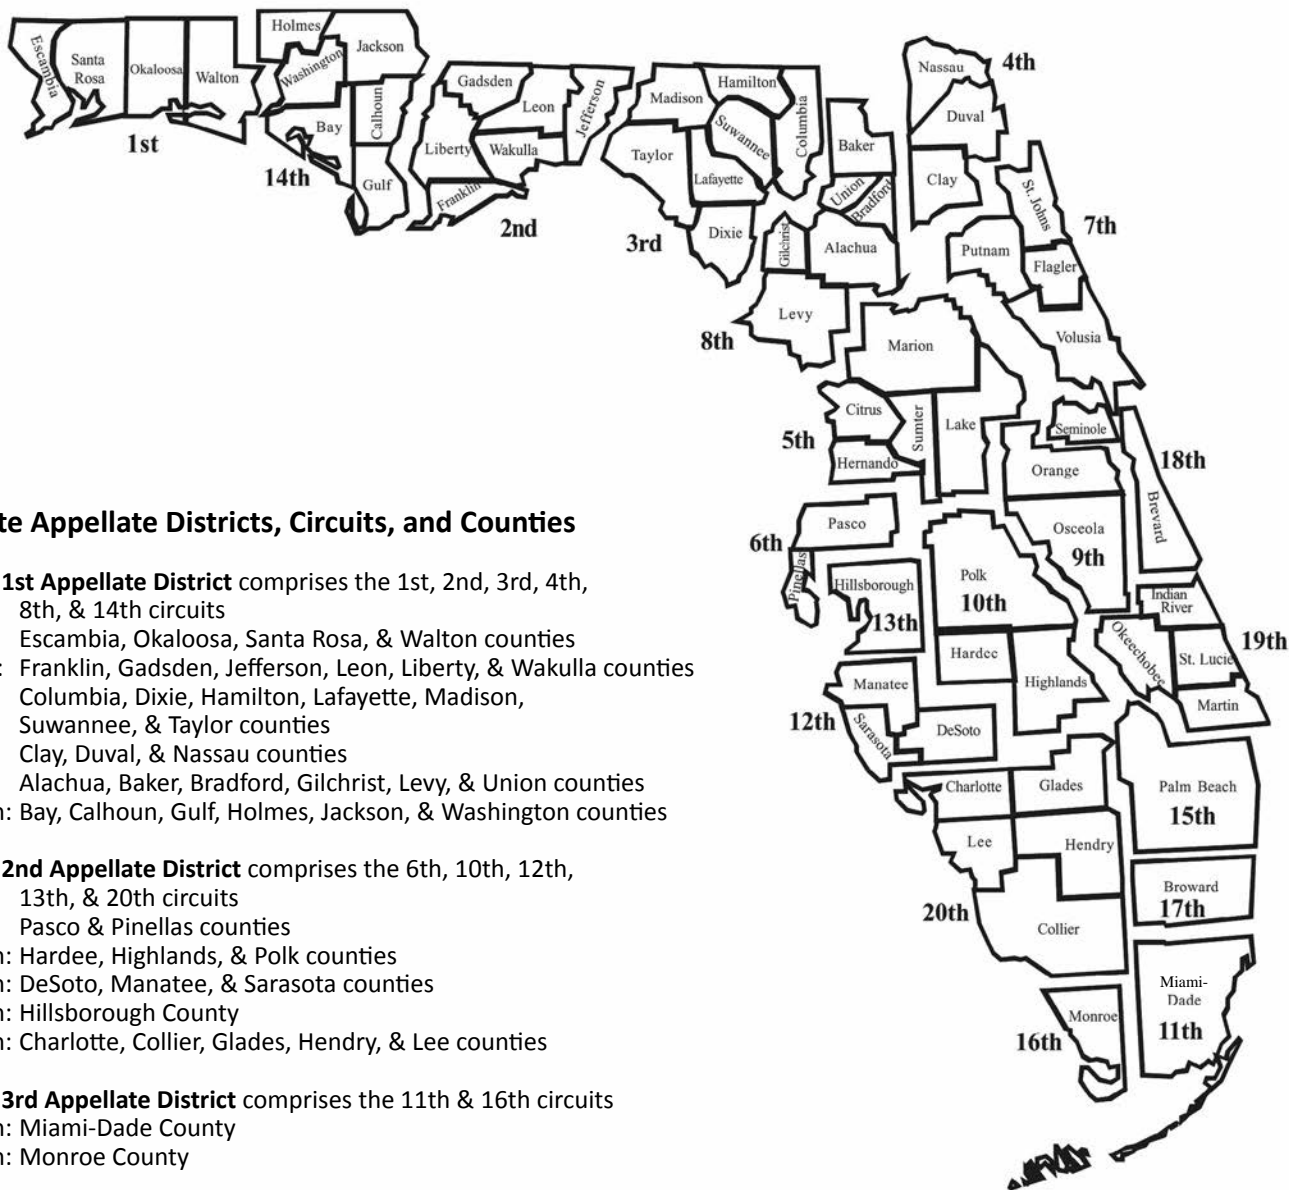 Holmes
Jackson
Escambia
Santa
Rosa
Okaloosa
Walton
Washington
Calhoun
Bay
Gulf
1st
14th
Gadsden
Leon
Jefferson
Liberty
Wakulla
Franklin
2nd
Madison
Hamilton
Columbia
Suwannee
Taylor
Lafayette
Dixie
3rd
Nassau
4th
Duval
Clay
Baker
Union
Bradford
Gilchrist
Alachua
Levy
8th
St. Johns
7th
Putnam
Flagler
Volusia
Marion
Citrus
Sumter
Lake
5th
Hernando
Seminole
18th
Orange
Brevard
Osceola
9th
Pasco
6th
Pinellas
Hillsborough
13th
Polk
10th
Indian
River
Okeechobee
19th
St. Lucie
Martin
Hardee
Highlands
Manatee
12th
Sarasota
DeSoto
Charlotte
Glades
Lee
Hendry
20th
Collier
Palm Beach
15th
Broward
17th
Miami-
Dade
11th
Monroe
16th
te Appellate Districts, Circuits, and Counties
1st Appellate District comprises the 1st, 2nd, 3rd, 4th,
8th, & 14th circuits
Escambia, Okaloosa, Santa Rosa, & Walton counties
: Franklin, Gadsden, Jefferson, Leon, Liberty, & Wakulla counties
Columbia, Dixie, Hamilton, Lafayette, Madison,
Suwannee, & Taylor counties
Clay, Duval, & Nassau counties
Alachua, Baker, Bradford, Gilchrist, Levy, & Union counties
h: Bay, Calhoun, Gulf, Holmes, Jackson, & Washington counties
2nd Appellate District comprises the 6th, 10th, 12th,
13th, & 20th circuits
Pasco & Pinellas counties
h: Hardee, Highlands, & Polk counties
h: DeSoto, Manatee, & Sarasota counties
h: Hillsborough County
h: Charlotte, Collier, Glades, Hendry, & Lee counties
3rd Appellate District comprises the 11th & 16th circuits
h: Miami-Dade County
h: Monroe County